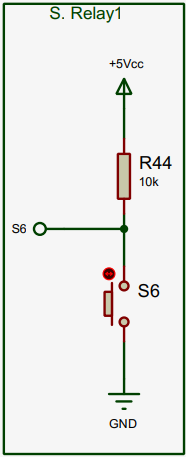 S. Relay1
+5Vcc
R44
10k
S6
S6
GND